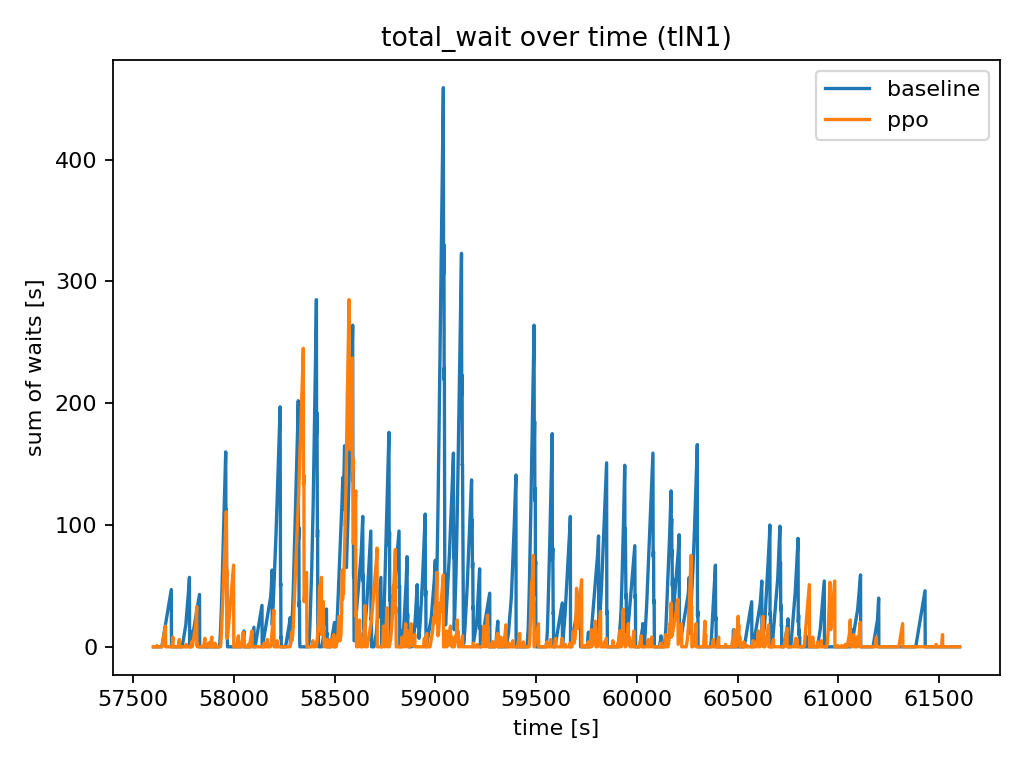 total_wait over time (tlN1)
baseline
ppo
sum of waits [s]
400
300
200
100
0
57500 58000 58500 59000 59500 60000 60500 61000 61500
time [s]